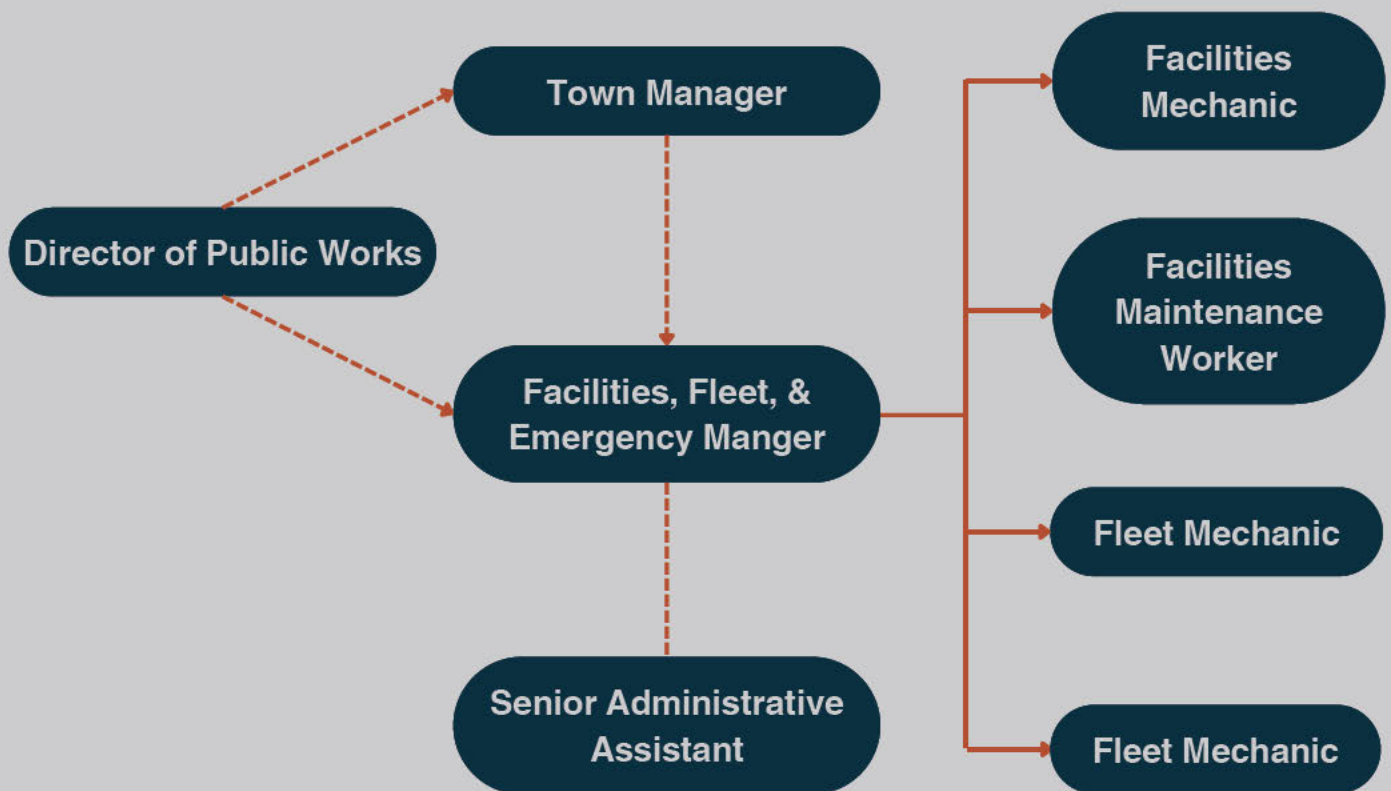 Town Manager
Director of Public Works
Facilities, Fleet, &
Emergency Manger
Senior Administrative
Assistant
Facilities
Mechanic
Facilities
Maintenance
Worker
Fleet Mechanic
Fleet Mechanic